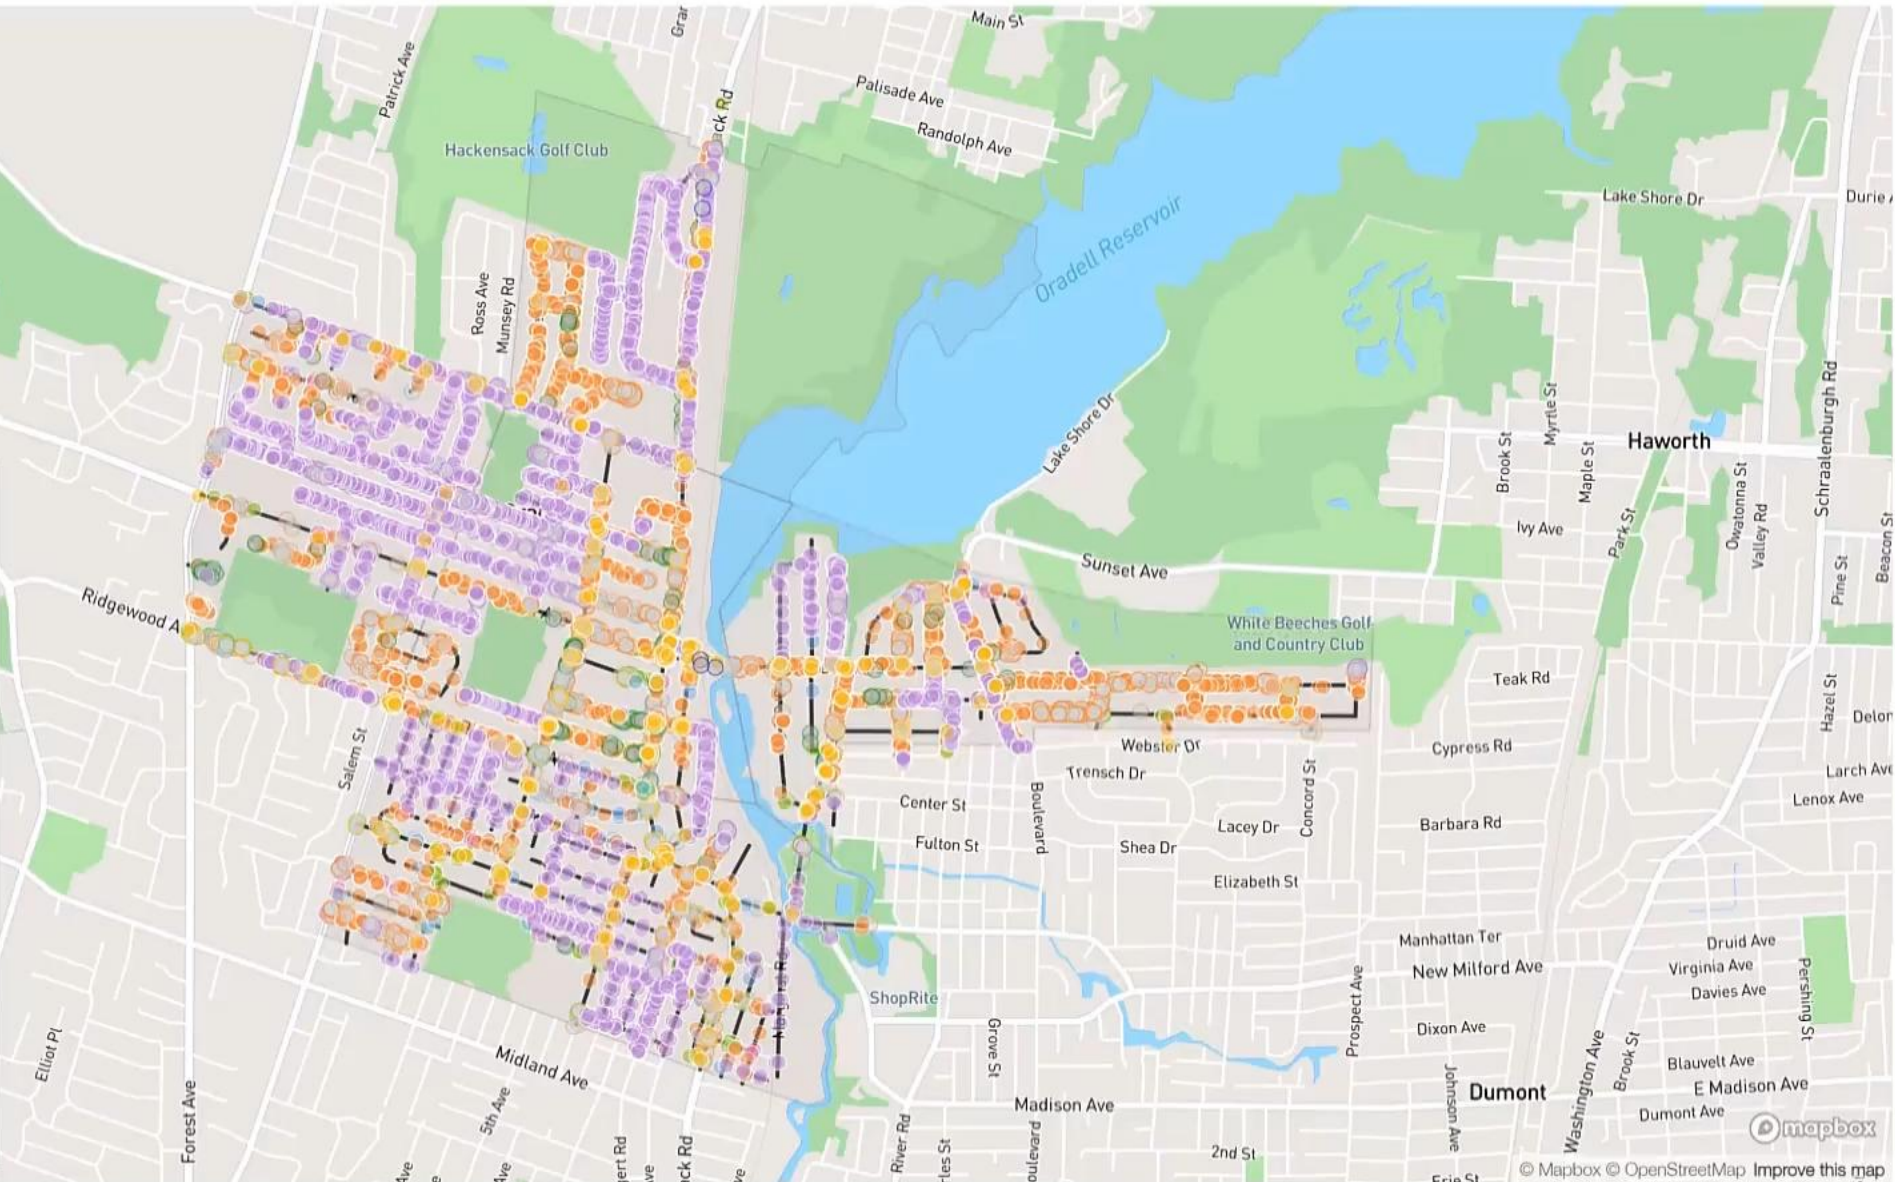 Main St
Palisade Ave
Randolph Ave
Patrick Ave
ck Rd
Hackensack Golf Club
Lake Shore Dr
Oradell Reservoir
Ross Ave
Munsey Rd
Lake Shore Dr
Schraalenburgh Rd
Myrtle St
Brook St
Maple St
Haworth
Owatonna St
Valley Rd
Park St
Ivy Ave
Beacon St
Pine St
Sunset Ave
Ridgewood A
White Beeches Golf
and Country Club
Teak Rd
Hazel St
Salem St
Webster Dr
Cypress Rd
Trensch Dr
Larch Ave
Center St
Boulevard
Concord St
Lenox Ave
Lacey Dr
Barbara Rd
Fulton St
Shea Dr
Elizabeth St
Manhattan Ter
Druid Ave
New Milford Ave
Virginia Ave
Davies Ave
Pershing St
ShopRite
Prospect Ave
Dixon Ave
Grove St
Elliot Pl
Midland Ave
Blauvelt Ave
Brook St
E Madison Ave
Forest Ave
5th Ave
Madison Ave
Johnson Ave
Dumont
Washington Ave
Dumont Ave
mapbox
River Rd
ck Rd
2nd St
© Mapbox © OpenStreetMap Improve this map